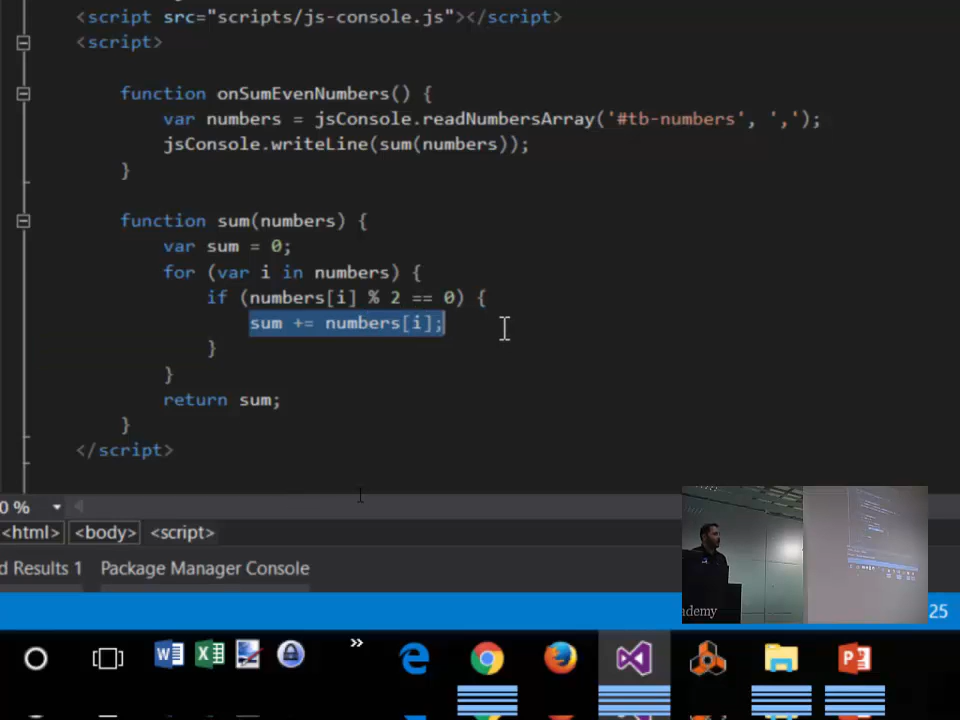 <script src="scripts/js-console.js"></script>
<script>
function onSumEvenNumbers() {
var numbers = jsConsole.readNumbersArray('#tb-numbers', ',');
jsConsole.writeLine(sum(numbers));
}
function sum(numbers) {
var sum = 0;
for (var i in numbers) {
if (numbers[i] % 2 == 0) {
sum += numbers[i];
}
}
return sum;
}
</script>
0 %
<html> <body> <script>
d Results 1 Package Manager Console
ademy
25